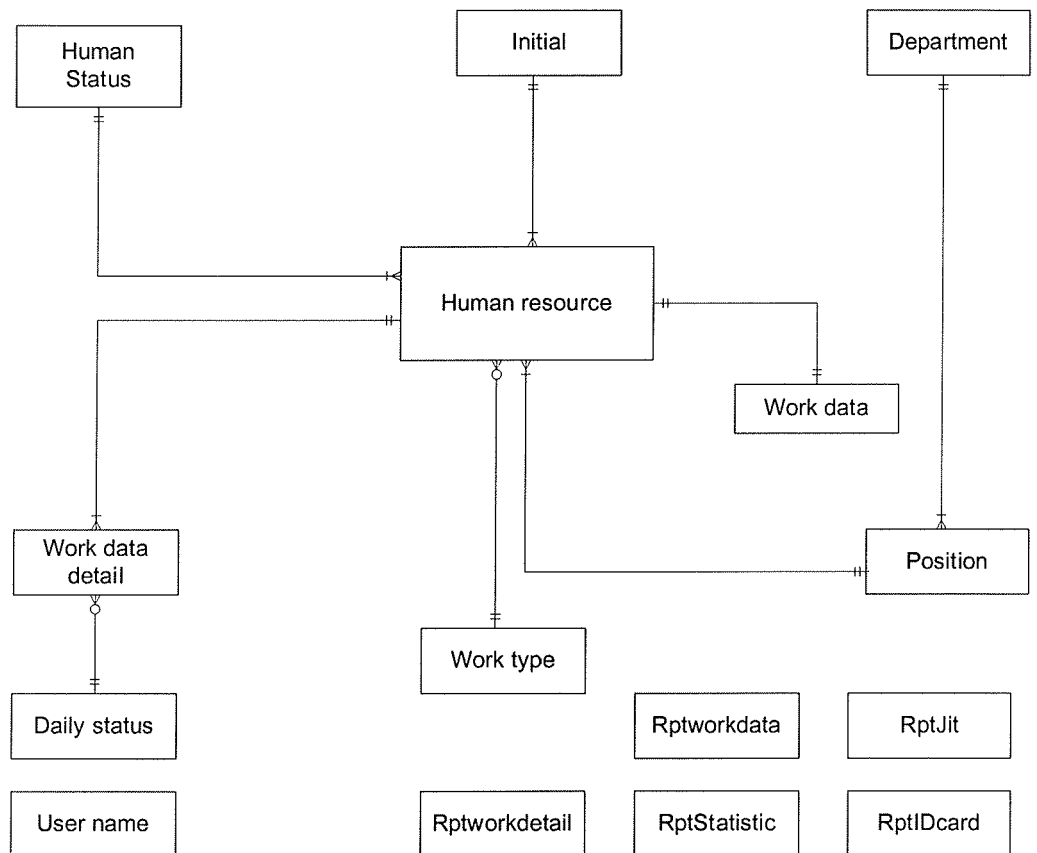 Human
Status
Initial
Department
Human resource
Work data
Work data
detail
Position
Work type
Daily status
Rptworkdata
RptJit
User name
Rptworkdetail
RptStatistic
RptIDcard